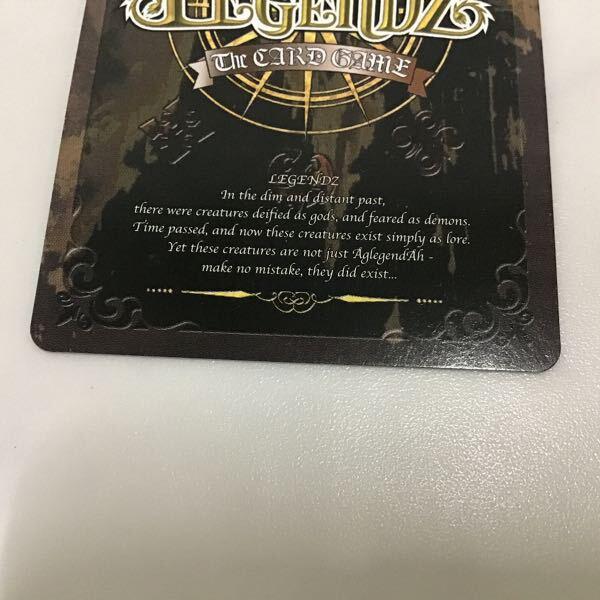 LEGENDZ
The CARD GAME
LEGENDZ
In the dim and distant past,
there were creatures deified as gods, and feared as demons.
Time passed, and now these creatures exist simply as lore.
Yet these creatures are not just AglegendAh -
make no mistake, they did exist...